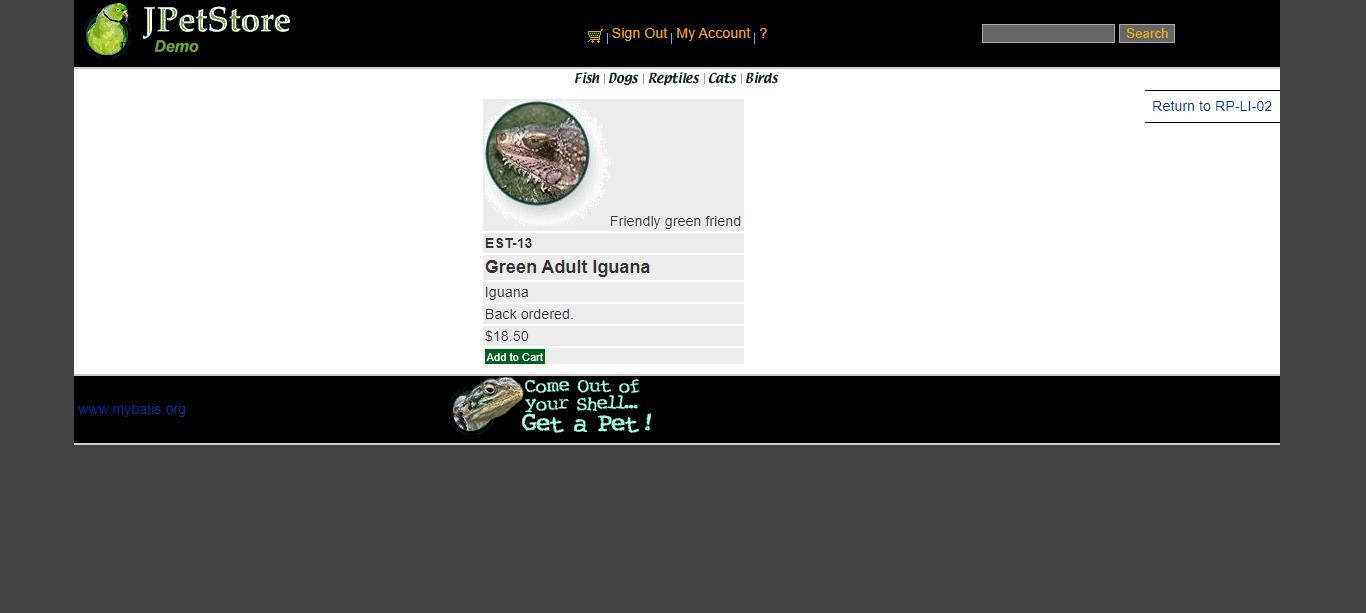 JPetStore
Demo
Sign Out | My Account | ?
Search
Fish | Dogs | Reptiles | Cats | Birds
Return to RP-LI-02
Friendly green friend
EST-13
Green Adult Iguana
Iguana
Back ordered.
$18.50
Add to Cart
www.mybatis.org
Come Out of
Your Shell...
Get a Pet!